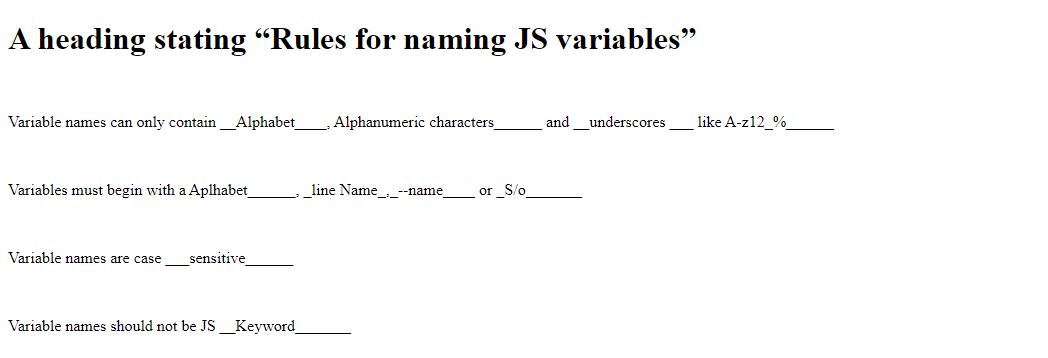 A heading stating “Rules for naming JS variables”
Variable names can only contain __Alphabet____, Alphanumeric characters______ and __underscores ___ like A-z12_%______
Variables must begin with a Aplhabet______, _line Name_,_--name____ or _S/o_______
Variable names are case ___sensitive______
Variable names should not be JS __Keyword_______